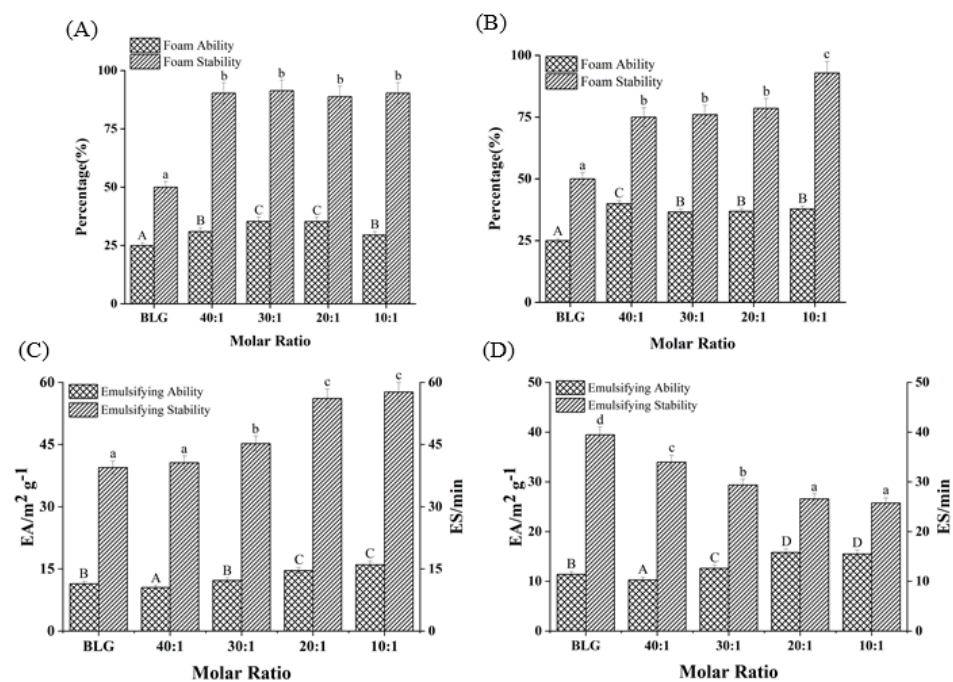 (A)
Foam Ability
Foam Stability
100
75
50
25
0
Percentage(%)
A
a
B
b
C
b
C
b
B
b
BLG
40:1
30:1
20:1
10:1
Molar Ratio
(B)
Foam Ability
Foam Stability
100
75
50
25
0
Percentage(%)
A
a
C
b
B
b
B
b
B
c
BLG
40:1
30:1
20:1
10:1
Molar Ratio
(C)
Emulsifying Ability
Emulsifying Stability
60
45
30
15
0
EA/m² g⁻¹
B
a
A
a
B
b
C
c
C
c
60
45
30
15
0
ES/min
BLG
40:1
30:1
20:1
10:1
Molar Ratio
(D)
Emulsifying Ability
Emulsifying Stability
50
40
30
20
10
0
EA/m² g⁻¹
B
d
A
c
C
b
D
a
D
a
50
40
30
20
10
0
ES/min
BLG
40:1
30:1
20:1
10:1
Molar Ratio